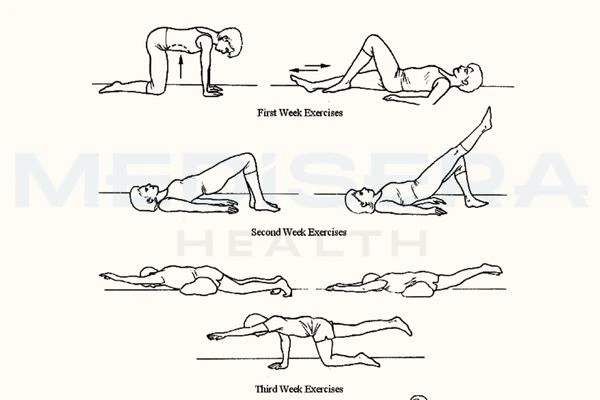 First Week Exercises
MEDISERA
Second Week Exercises
HEALTH
Third Week Exercises